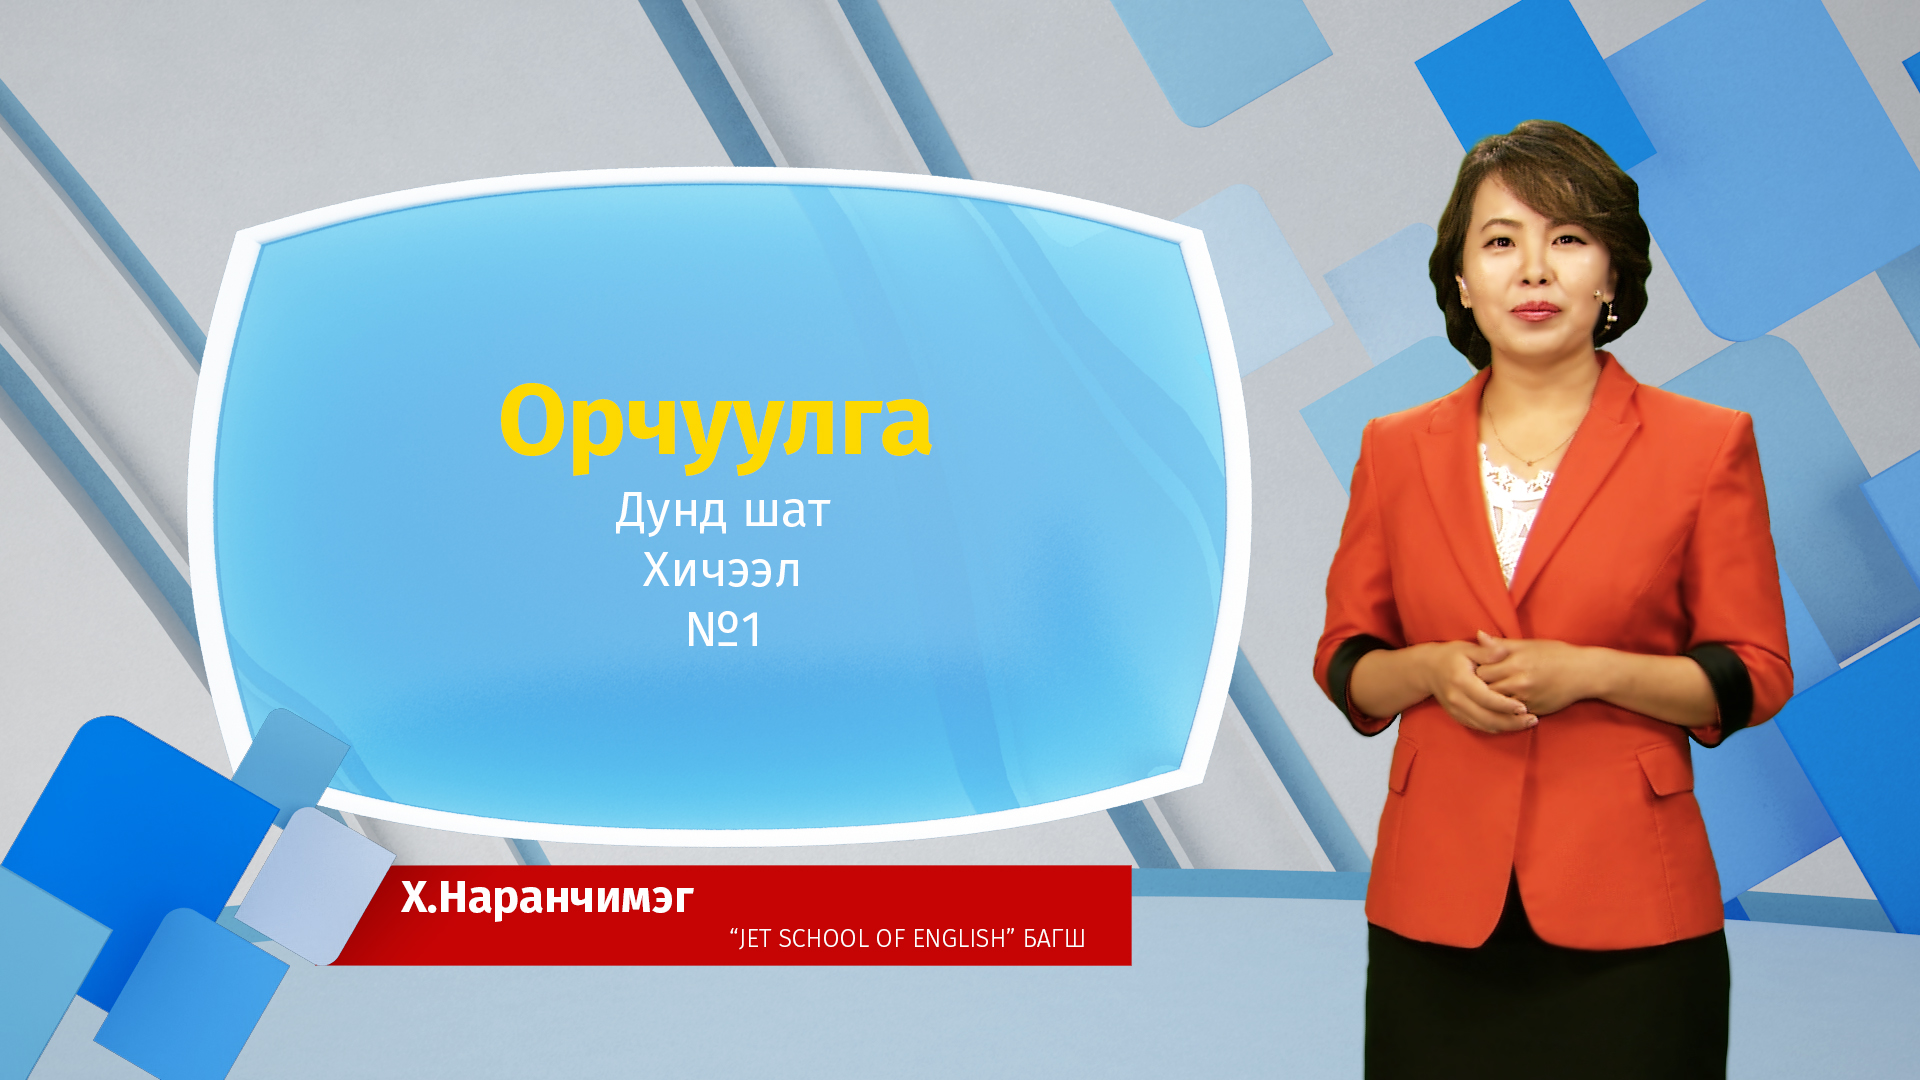 Орчуулга
Дунд шат
Хичээл
№1
Х.Наранчимэг
“JET SCHOOL OF ENGLISH” БАГШ